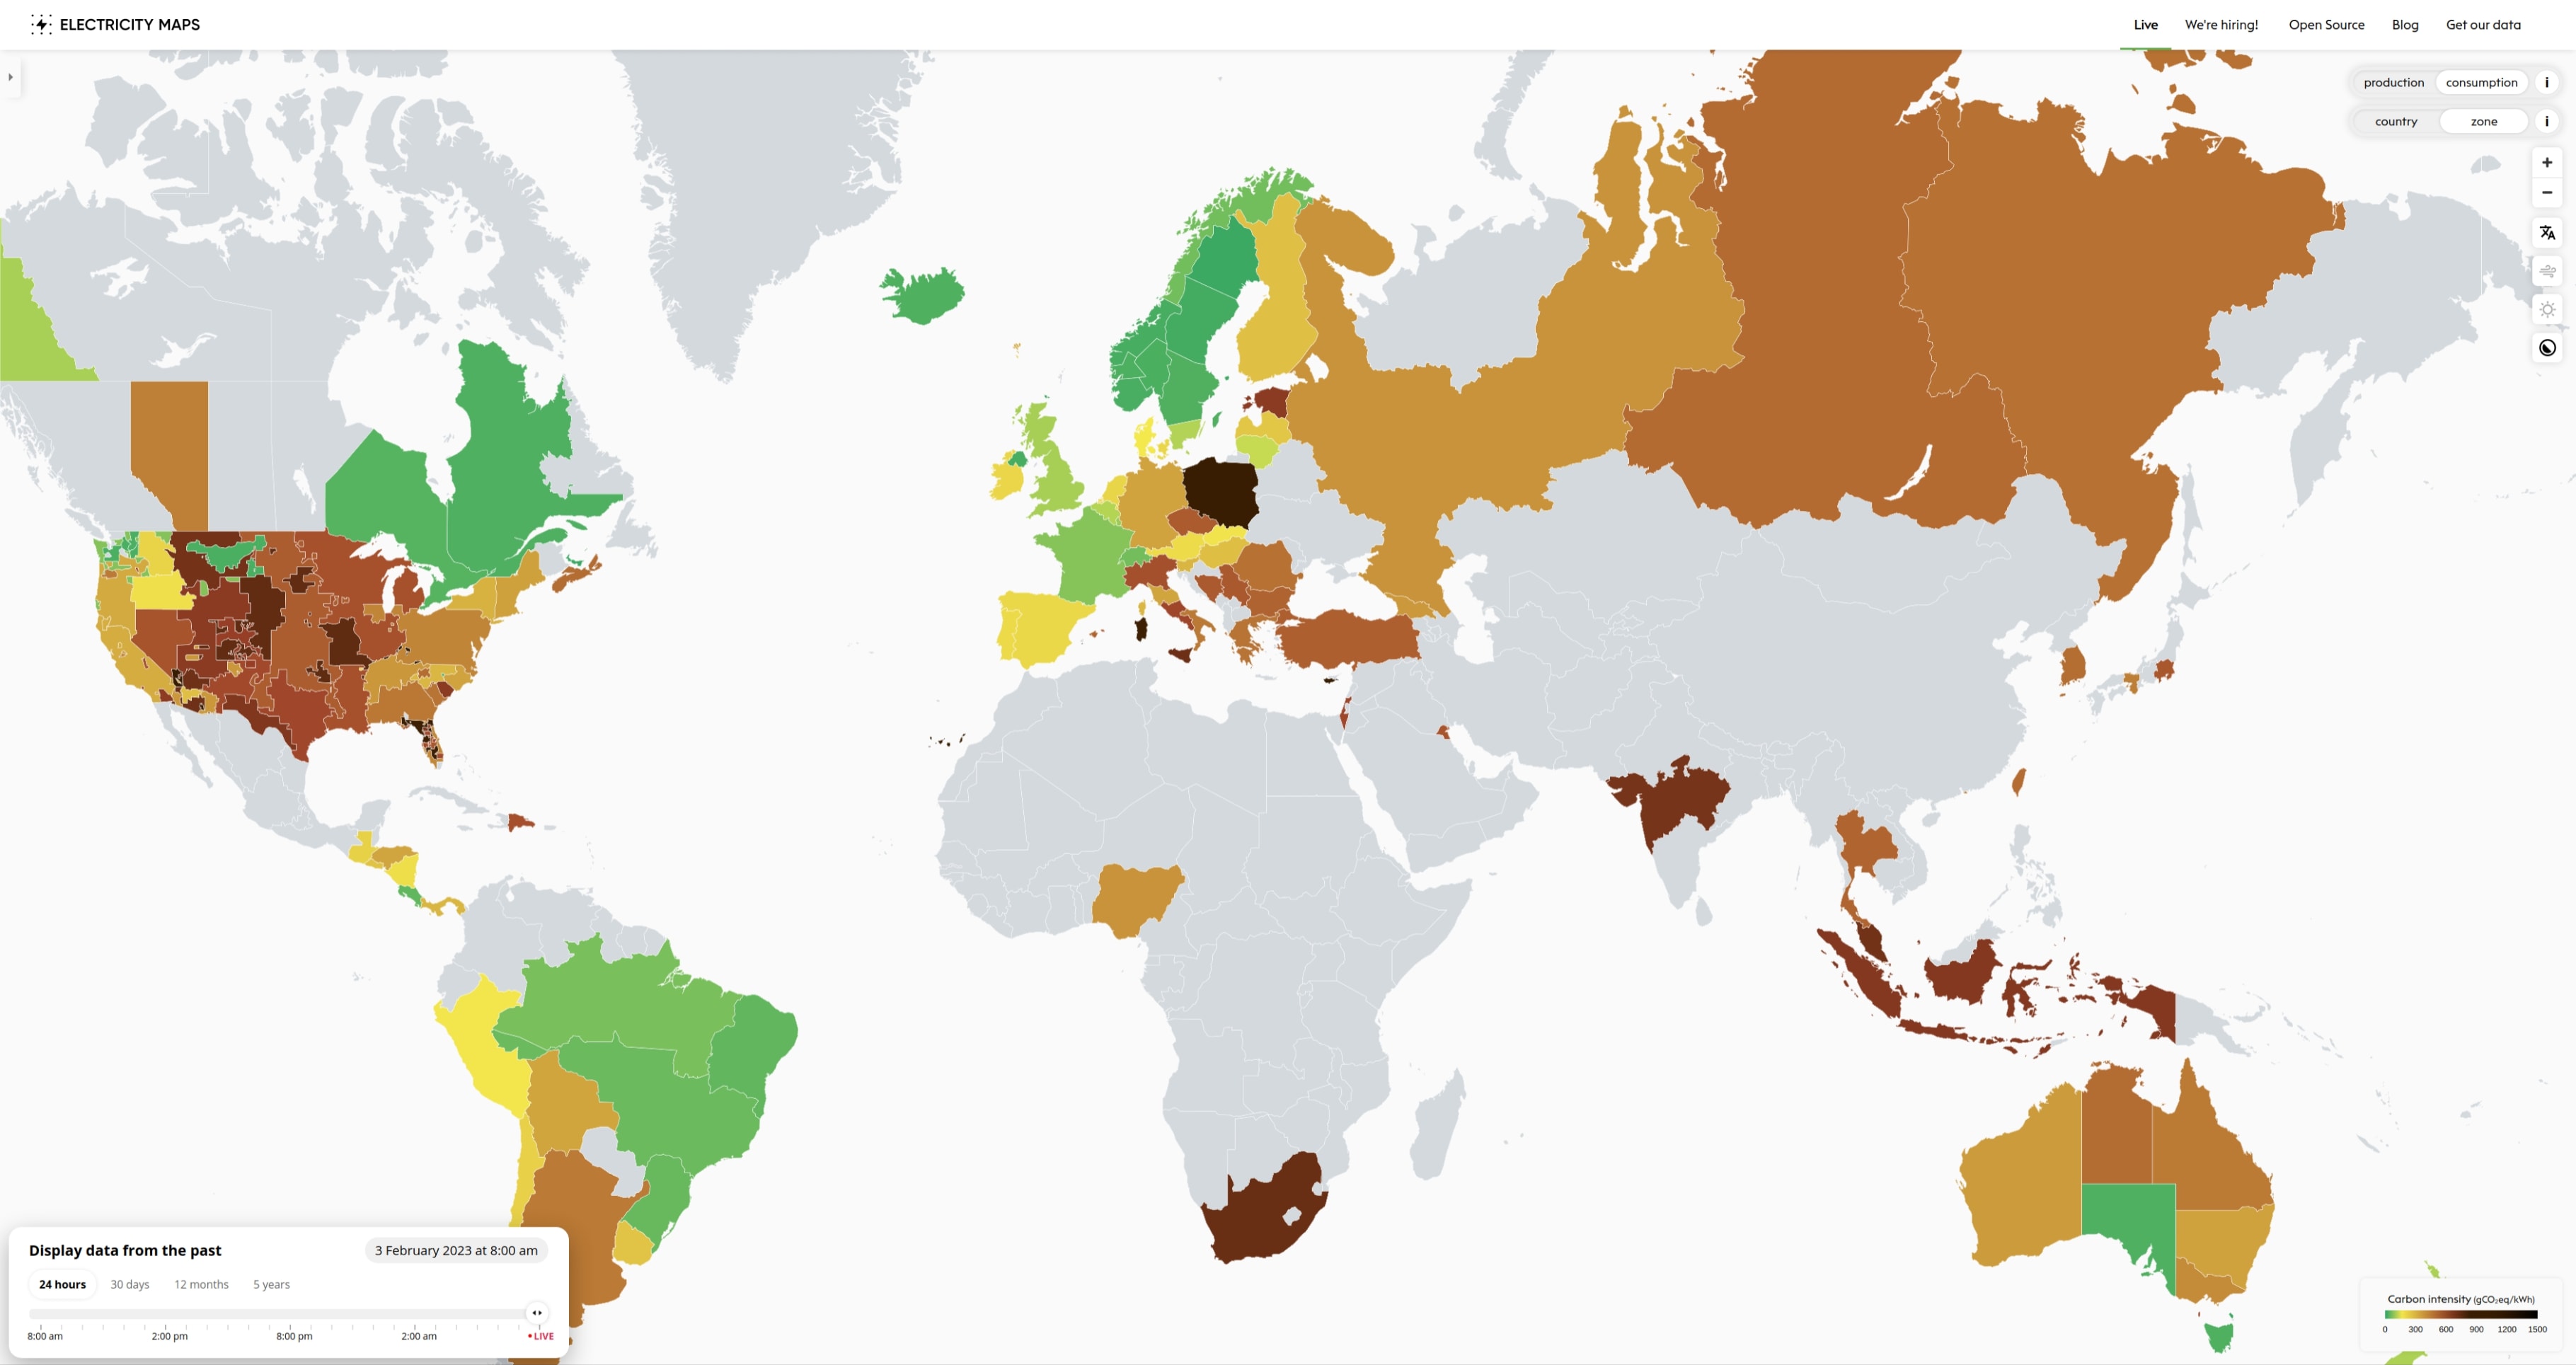 ELECTRICITY MAPS
Live We're hiring! Open Source Blog Get our data
production consumption i
country zone i
Display data from the past
3 February 2023 at 8:00 am
24 hours 30 days 12 months 5 years
8:00 am 2:00 pm 8:00 pm 2:00 am • LIVE
Carbon intensity (gCO₂eq/kWh)
0 300 600 900 1200 1500